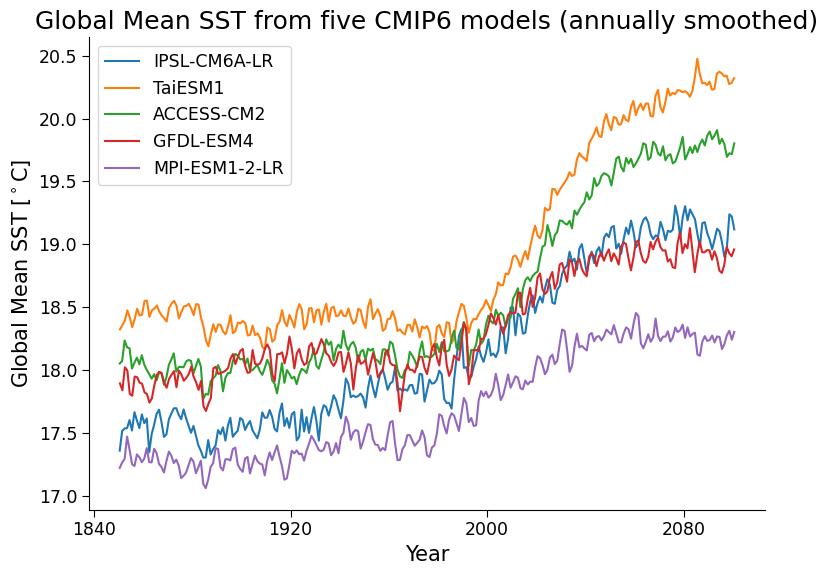 Global Mean SST from five CMIP6 models (annually smoothed)
IPSL-CM6A-LR
TaiESM1
ACCESS-CM2
GFDL-ESM4
MPI-ESM1-2-LR
Global Mean SST [°C]
20.5
20.0
19.5
19.0
18.5
18.0
17.5
17.0
1840 1920 2000 2080
Year